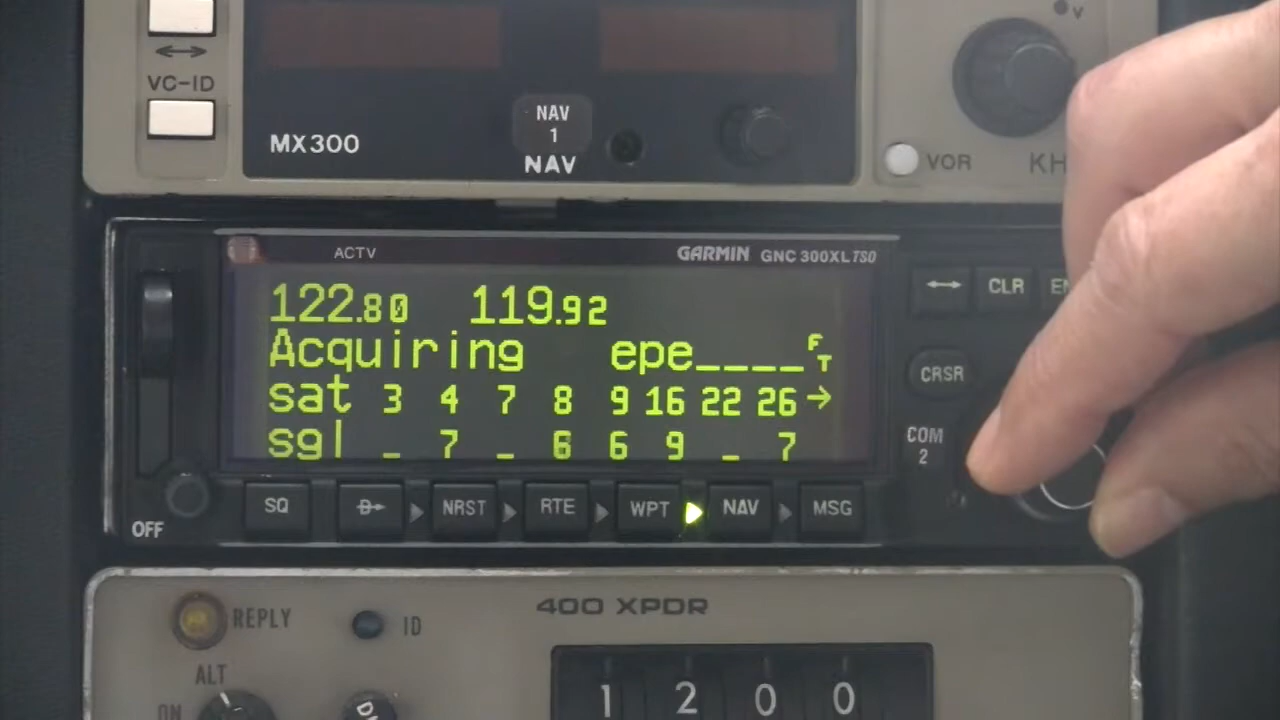 VC-ID
MX300
NAV
1
NAV
VOR
KH
V
ACTV
GARMIN GNC 300XL TSO
122.80 119.92
Acquiring epe____FT
sat 3 4 7 8 9 16 22 26→
sgl _ 7 _ 6 6 9 _ 7
CLR
CRSR
COM
2
OFF
SQ
D
NRST
RTE
WPT
NAV
MSG
400 XPDR
REPLY
ID
ALT
ON
1 2 0 0